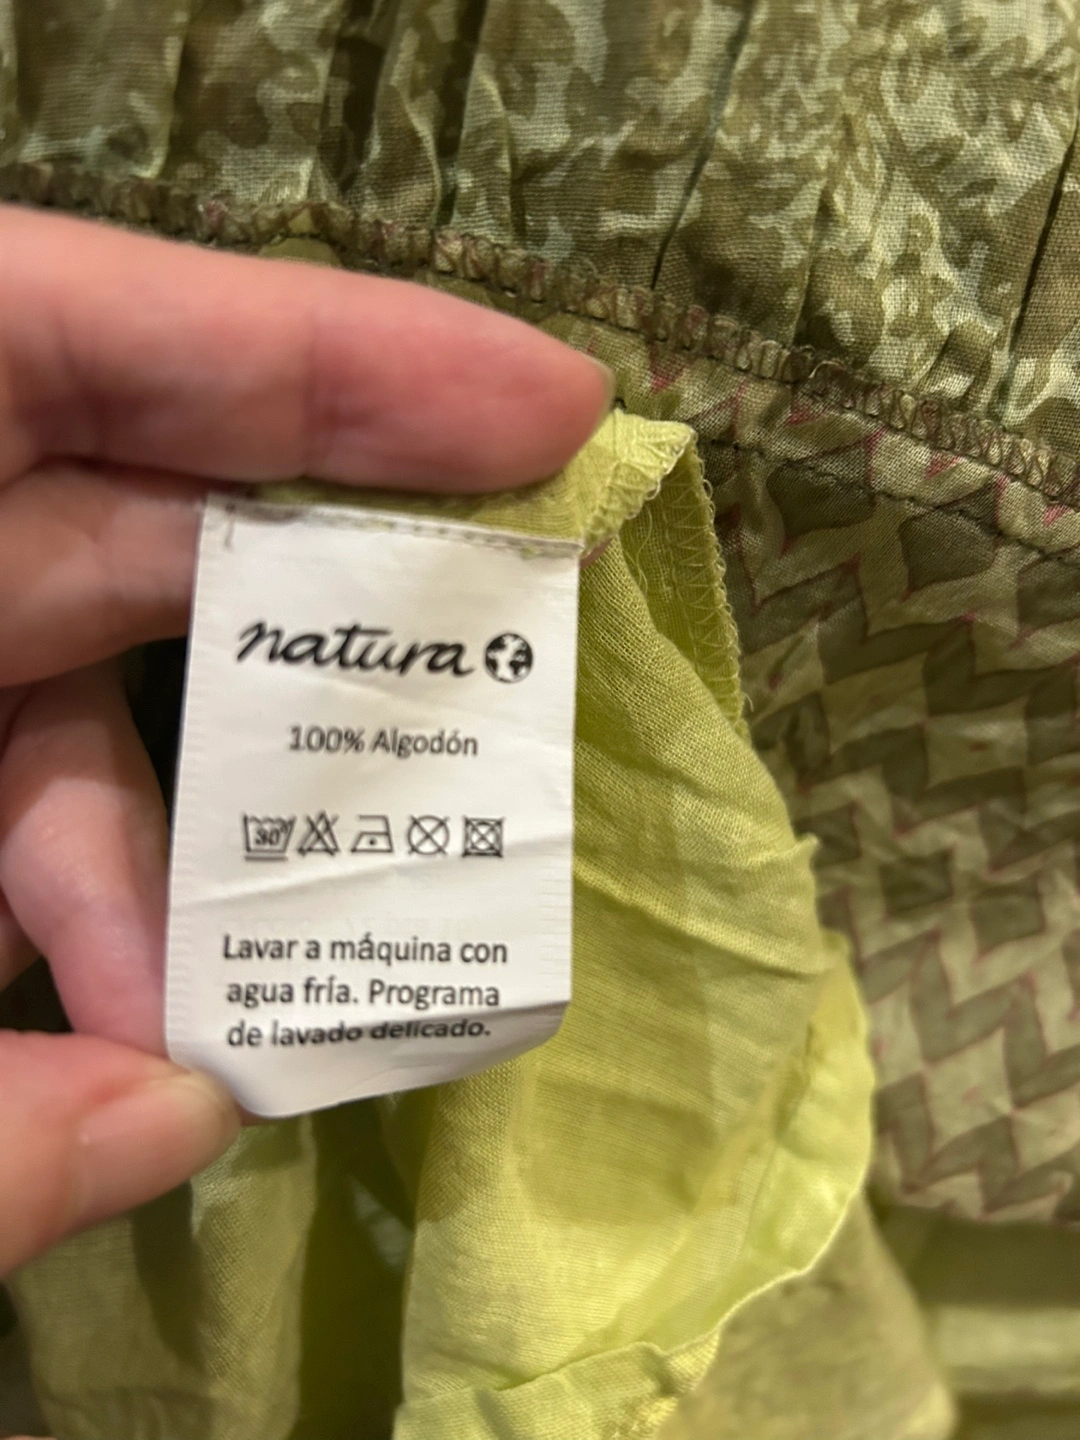 natura
100% Algodón
30°
Lavar a máquina con
agua fría. Programa
de lavado delicado.